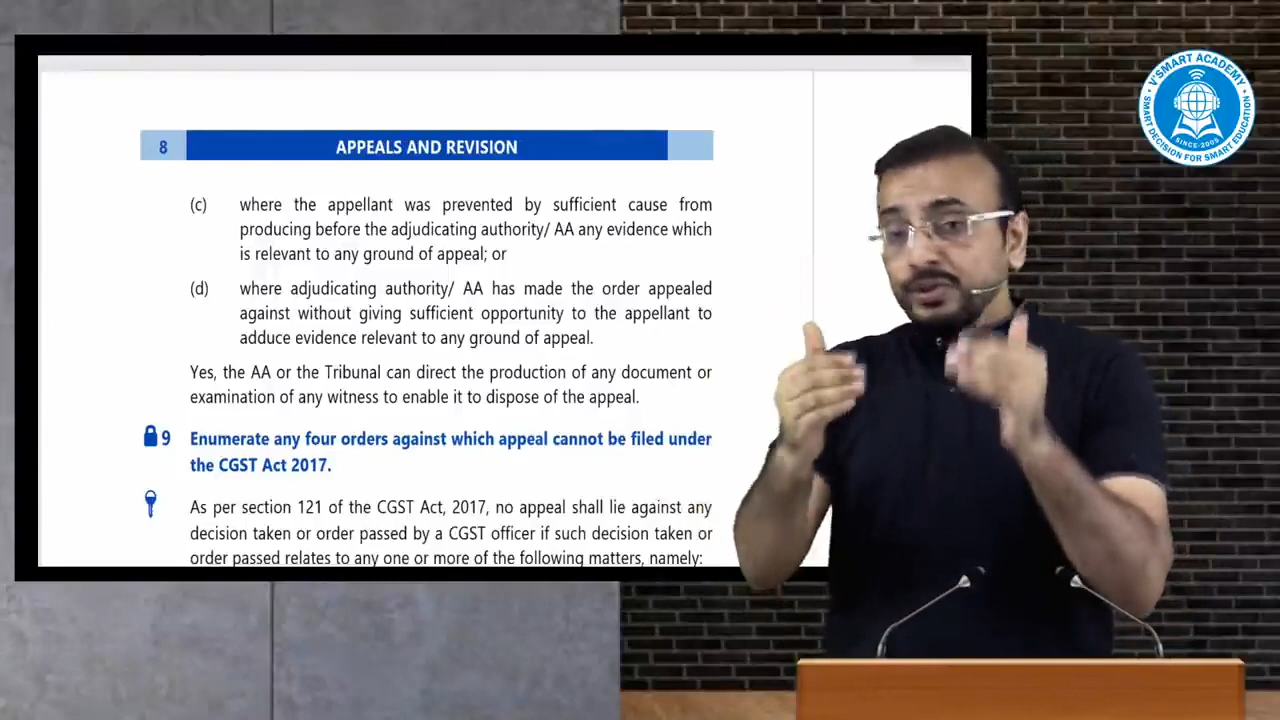 8 APPEALS AND REVISION
(c) where the appellant was prevented by sufficient cause from
producing before the adjudicating authority/ AA any evidence which
is relevant to any ground of appeal; or
(d) where adjudicating authority/ AA has made the order appealed
against without giving sufficient opportunity to the appellant to
adduce evidence relevant to any ground of appeal.
Yes, the AA or the Tribunal can direct the production of any document or
examination of any witness to enable it to dispose of the appeal.
9 Enumerate any four orders against which appeal cannot be filed under
the CGST Act 2017.
As per section 121 of the CGST Act, 2017, no appeal shall lie against any
decision taken or order passed by a CGST officer if such decision taken or
order passed relates to any one or more of the following matters, namely:
V'SMART ACADEMY
SMART DECISION FOR SMART EDUCATION
SINCE-2005